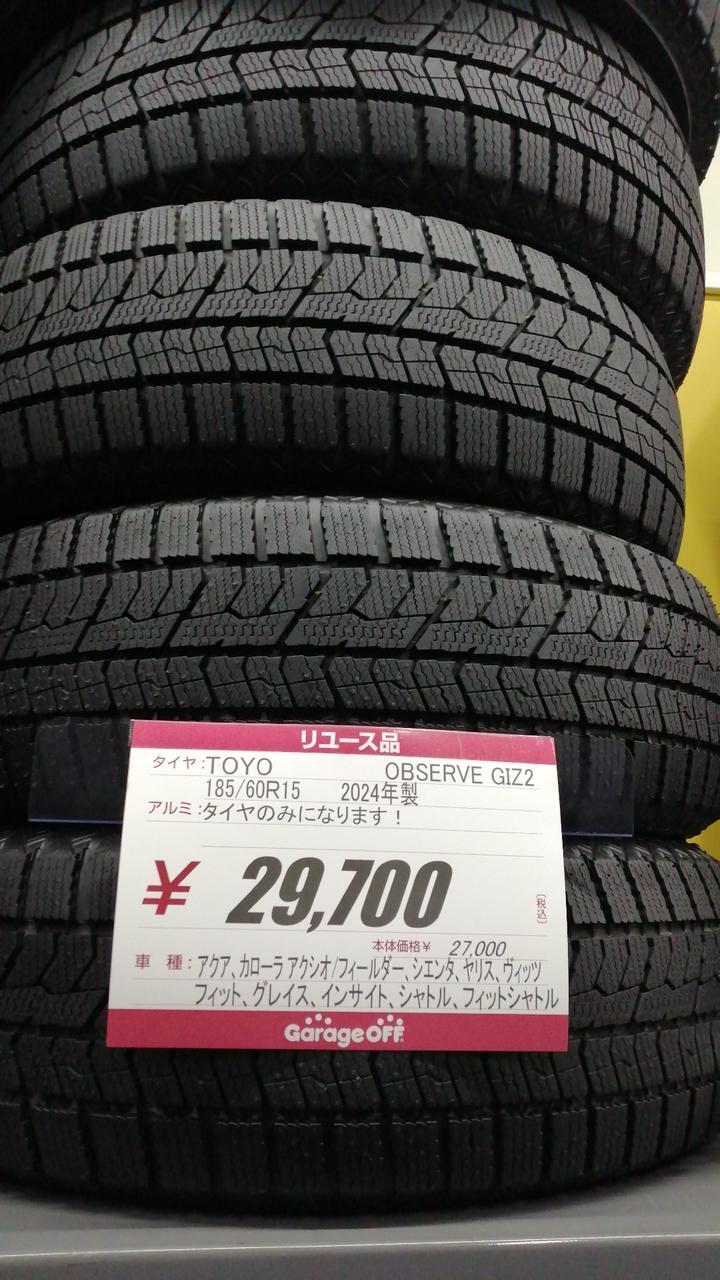 リユース品
タイヤ:TOYO OBSERVE GIZ2
185/60R15 2024年製
アルミ:タイヤのみになります!
¥ 29,700 〔税込〕
本体価格¥ 27,000
車 種:アクア、カローラ アクシオ/フィールダー、シエンタ、ヤリス、ヴィッツ
フィット、グレイス、インサイト、シャトル、フィットシャトル
GarageOFF